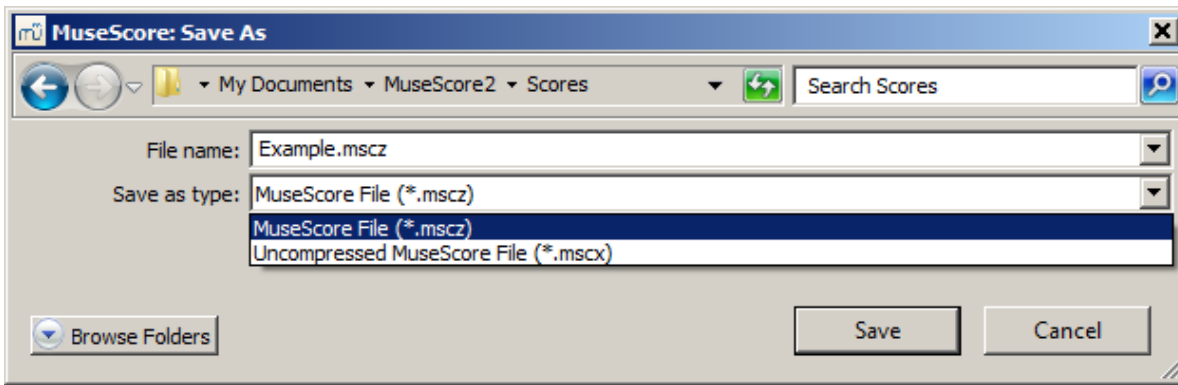 mü MuseScore: Save As
My Documents MuseScore2 Scores Search Scores
File name: Example.mscz
Save as type: MuseScore File (*.mscz)
MuseScore File (*.mscz)
Uncompressed MuseScore File (*.mscx)
Browse Folders Save Cancel